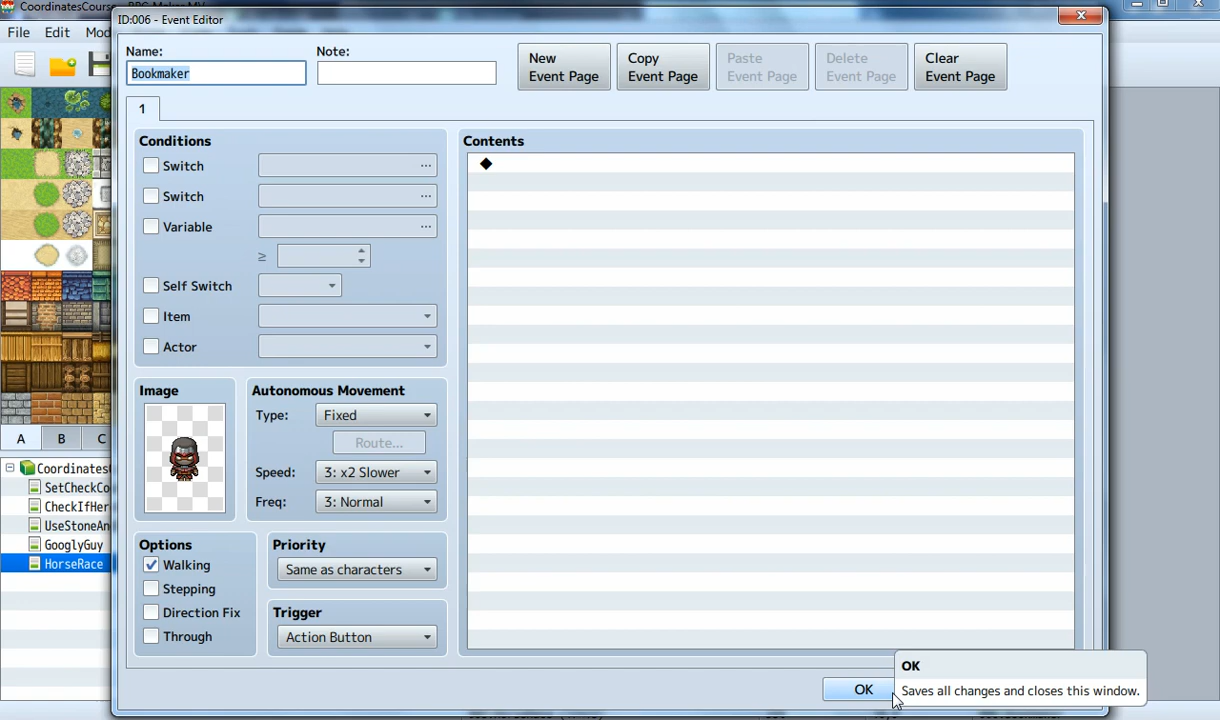 CoordinatesCourse - RPG Maker MV
File Edit Mod
ID:006 - Event Editor
Name: Note:
Bookmaker
New Event Page
Copy Event Page
Paste Event Page
Delete Event Page
Clear Event Page
1
Conditions
Switch ...
Switch ...
Variable ...
≥
Self Switch
Item
Actor
Image
Autonomous Movement
Type: Fixed
Route...
Speed: 3: x2 Slower
Freq: 3: Normal
Options
Walking
Stepping
Direction Fix
Through
Priority
Same as characters
Trigger
Action Button
Contents
◆
A B C
Coordinates
SetCheckCo
CheckIfHer
UseStoneAn
GooglyGuy
HorseRace
OK
OK
Saves all changes and closes this window.